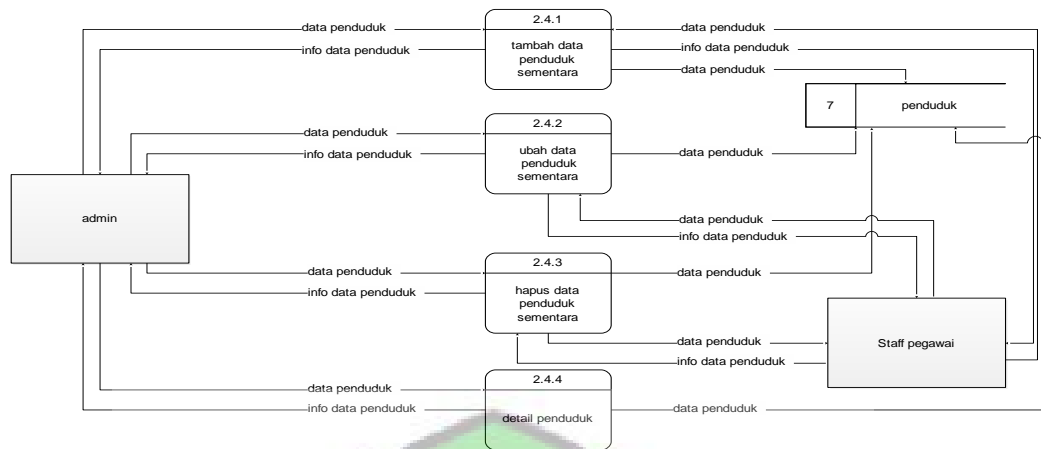 2.4.1
data penduduk
data penduduk
info data penduduk
tambah data
penduduk
sementara
info data penduduk
data penduduk
7
penduduk
2.4.2
data penduduk
info data penduduk
ubah data
penduduk
sementara
data penduduk
admin
data penduduk
info data penduduk
2.4.3
data penduduk
data penduduk
info data penduduk
hapus data
penduduk
sementara
data penduduk
info data penduduk
Staff pegawai
2.4.4
data penduduk
info data penduduk
detail penduduk
data penduduk